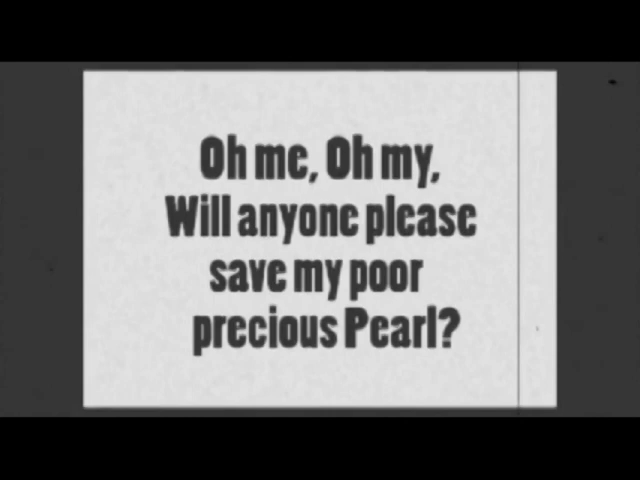 Oh me, Oh my,
Will anyone please
save my poor
precious Pearl?